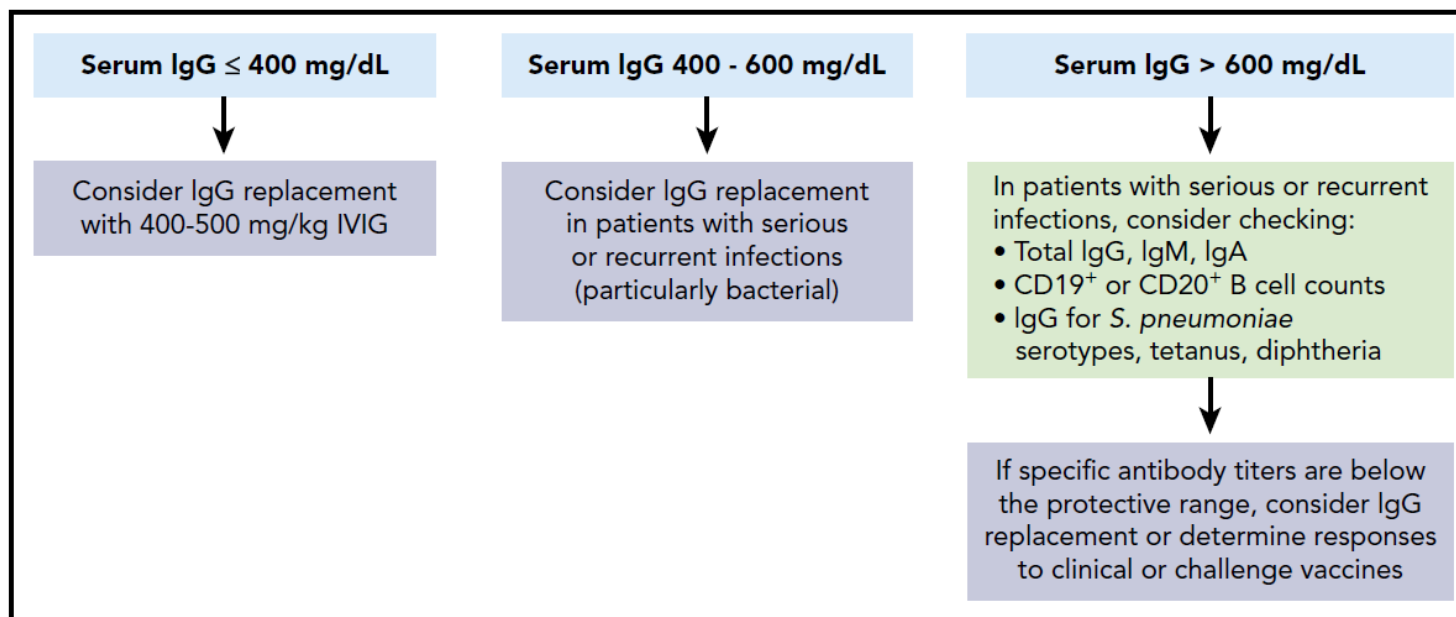 Serum IgG ≤ 400 mg/dL
Consider IgG replacement
with 400-500 mg/kg IVIG
Serum IgG 400 - 600 mg/dL
Consider IgG replacement
in patients with serious
or recurrent infections
(particularly bacterial)
Serum IgG > 600 mg/dL
In patients with serious or recurrent
infections, consider checking:
• Total IgG, IgM, IgA
• CD19⁺ or CD20⁺ B cell counts
• IgG for S. pneumoniae
serotypes, tetanus, diphtheria
If specific antibody titers are below
the protective range, consider IgG
replacement or determine responses
to clinical or challenge vaccines